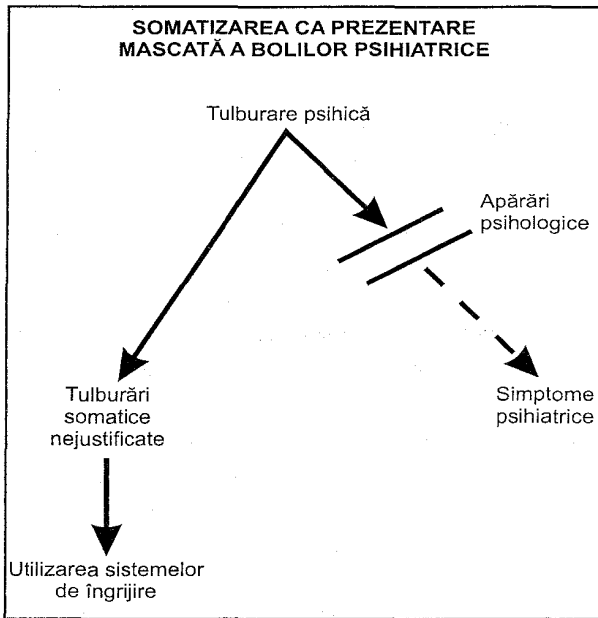 SOMATIZAREA CA PREZENTARE
MASCATĂ A BOLILOR PSIHIATRICE
Tulburare psihică
Apărări
psihologice
Tulburări
somatice
nejustificate
Simptome
psihiatrice
Utilizarea sistemelor
de îngrijire